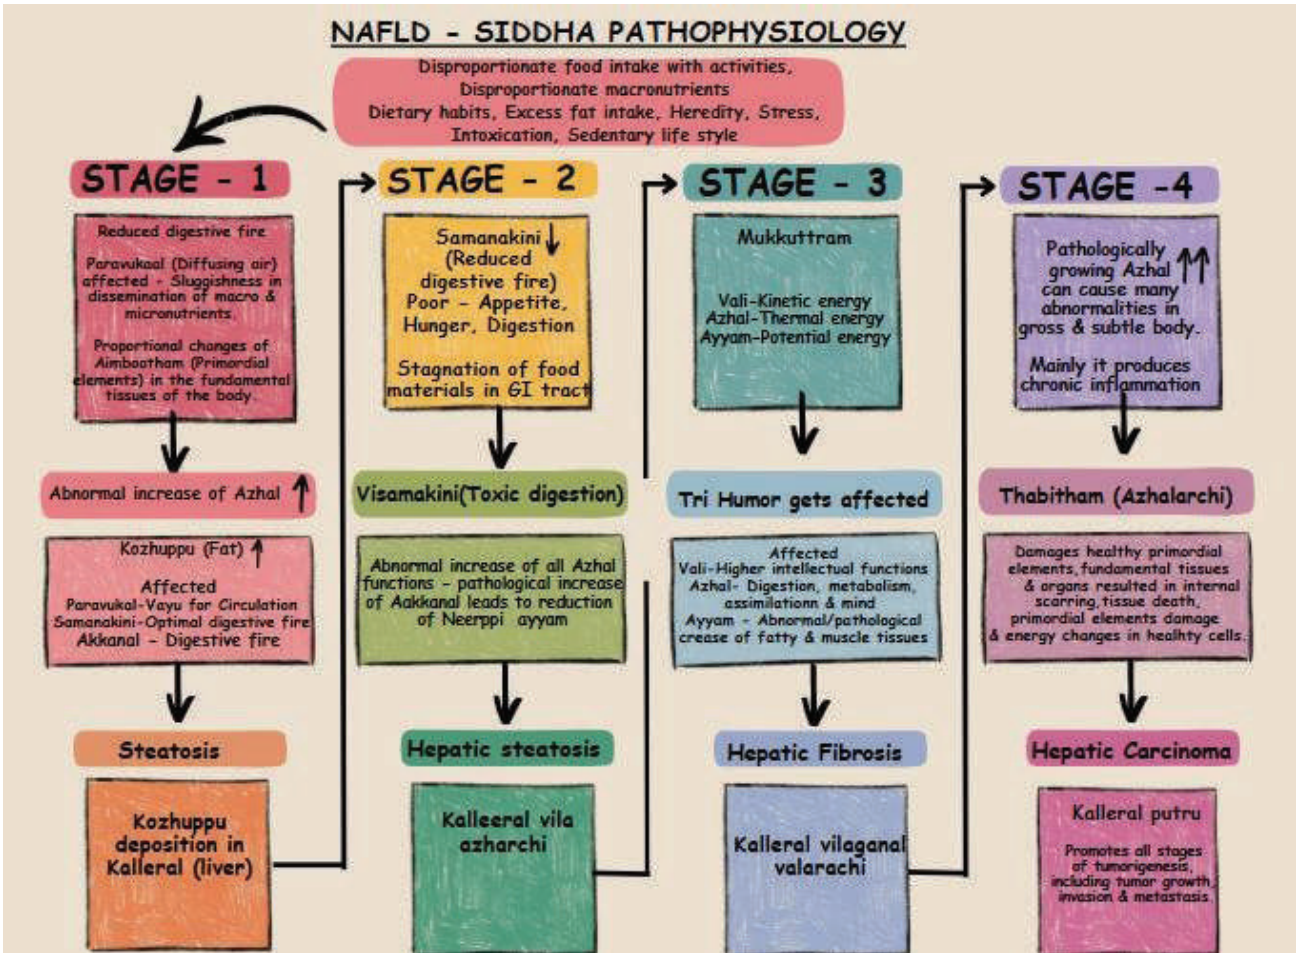 NAFLD - SIDDHA PATHOPHYSIOLOGY
Disproportionate food intake with activities,
Disproportionate macronutrients
Dietary habits, Excess fat intake, Heredity, Stress,
Intoxication, Sedentary life style
STAGE - 1
Reduced digestive fire
Paravukaal (Diffusing air)
affected - Sluggishness in
dissemination of macro &
micronutrients.
Proportional changes of
Aimbootham (Primordial
elements) in the fundamental
tissues of the body.
Abnormal increase of Azhal ↑
Kozhuppu (Fat) ↑
Affected
Paravukal-Vayu for Circulation
Samanakini-Optimal digestive fire
Akkanal - Digestive fire
Steatosis
Kozhuppu
deposition in
Kalleral (liver)
STAGE - 2
Samanakini ↓
(Reduced
digestive fire)
Poor - Appetite,
Hunger, Digestion
Stagnation of food
materials in GI tract
Visamakini(Toxic digestion)
Abnormal increase of all Azhal
functions - pathological increase
of Aakkanal leads to reduction
of Neerppi ayyam
Hepatic steatosis
Kalleeral vila
azharchi
STAGE - 3
Mukkuttram
Vali-Kinetic energy
Azhal-Thermal energy
Ayyam-Potential energy
Tri Humor gets affected
Affected
Vali-Higher intellectual functions
Azhal- Digestion, metabolism,
assimilationn & mind
Ayyam - Abnormal/pathological
crease of fatty & muscle tissues
Hepatic Fibrosis
Kalleral vilaganal
valarachi
STAGE -4
Pathologically
growing Azhal ↑↑
can cause many
abnormalities in
gross & subtle body.
Mainly it produces
chronic inflammation
Thabitham (Azhalarchi)
Damages healthy primordial
elements, fundamental tissues
& organs resulted in internal
scarring, tissue death,
primordial elements damage
& energy changes in healhty cells.
Hepatic Carcinoma
Kalleral putru
Promotes all stages
of tumorigenesis,
including tumor growth,
invasion & metastasis.